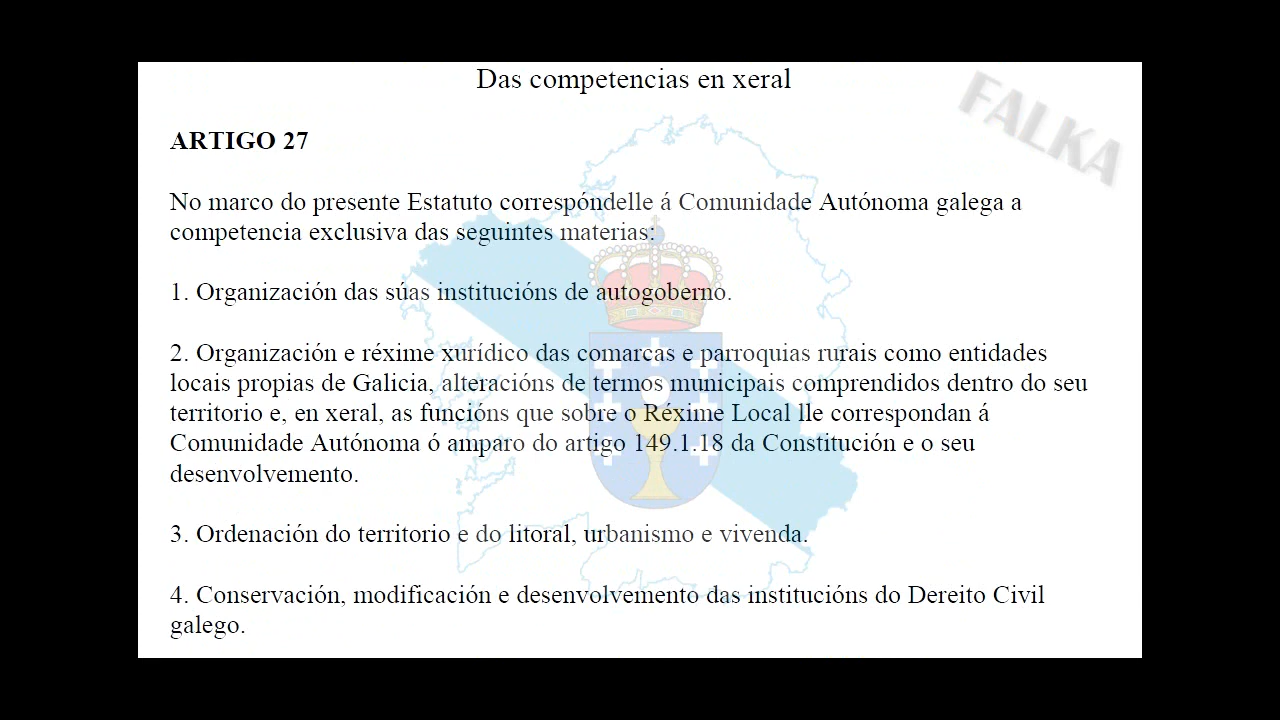 Das competencias en xeral
FALKA
ARTIGO 27
No marco do presente Estatuto correspóndelle á Comunidade Autónoma galega a
competencia exclusiva das seguintes materias:
1. Organización das súas institucións de autogoberno.
2. Organización e réxime xurídico das comarcas e parroquias rurais como entidades
locais propias de Galicia, alteracións de termos municipais comprendidos dentro do seu
territorio e, en xeral, as funcións que sobre o Réxime Local lle correspondan á
Comunidade Autónoma ó amparo do artigo 149.1.18 da Constitución e o seu
desenvolvemento.
3. Ordenación do territorio e do litoral, urbanismo e vivenda.
4. Conservación, modificación e desenvolvemento das institucións do Dereito Civil
galego.